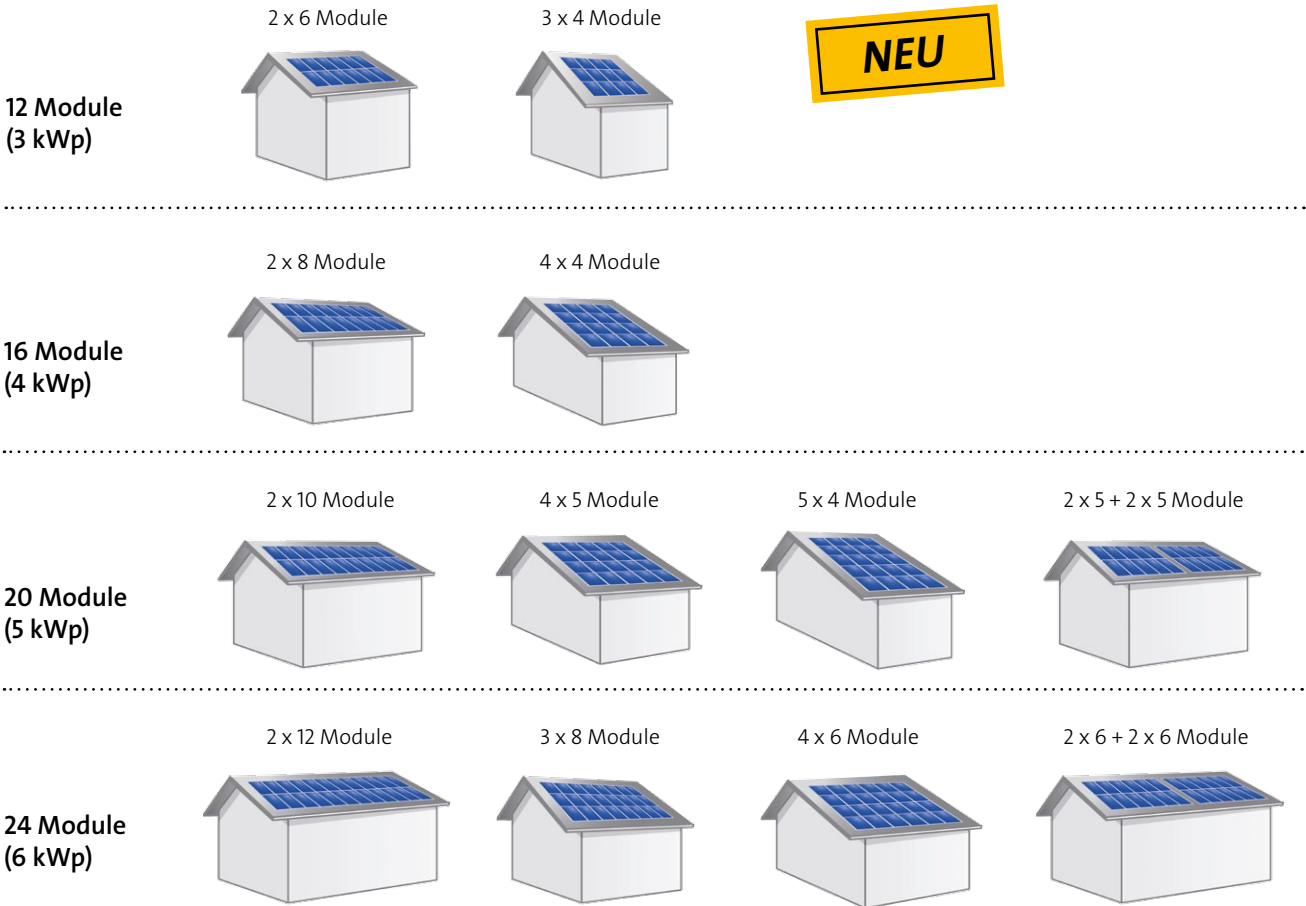 2 x 6 Module
3 x 4 Module
NEU
12 Module
(3 kWp)
2 x 8 Module
4 x 4 Module
16 Module
(4 kWp)
2 x 10 Module
4 x 5 Module
5 x 4 Module
2 x 5 + 2 x 5 Module
20 Module
(5 kWp)
2 x 12 Module
3 x 8 Module
4 x 6 Module
2 x 6 + 2 x 6 Module
24 Module
(6 kWp)